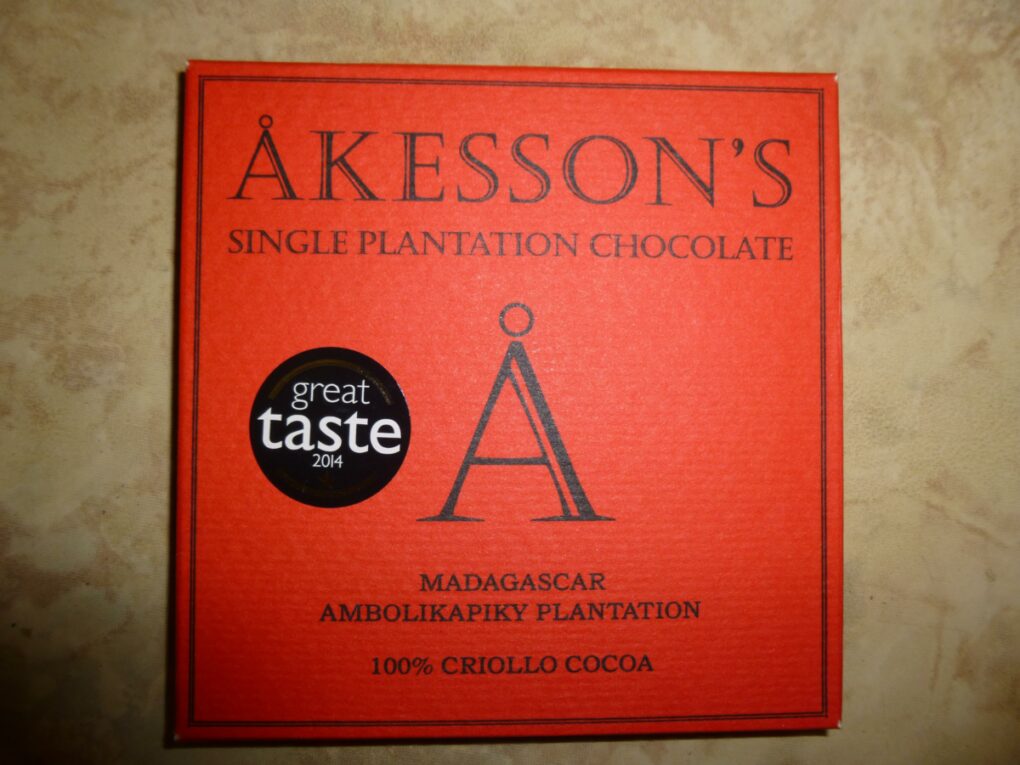 ÅKESSON'S
SINGLE PLANTATION CHOCOLATE
Å
great
taste
2014
MADAGASCAR
AMBOLIKAPIKY PLANTATION
100% CRIOLLO COCOA